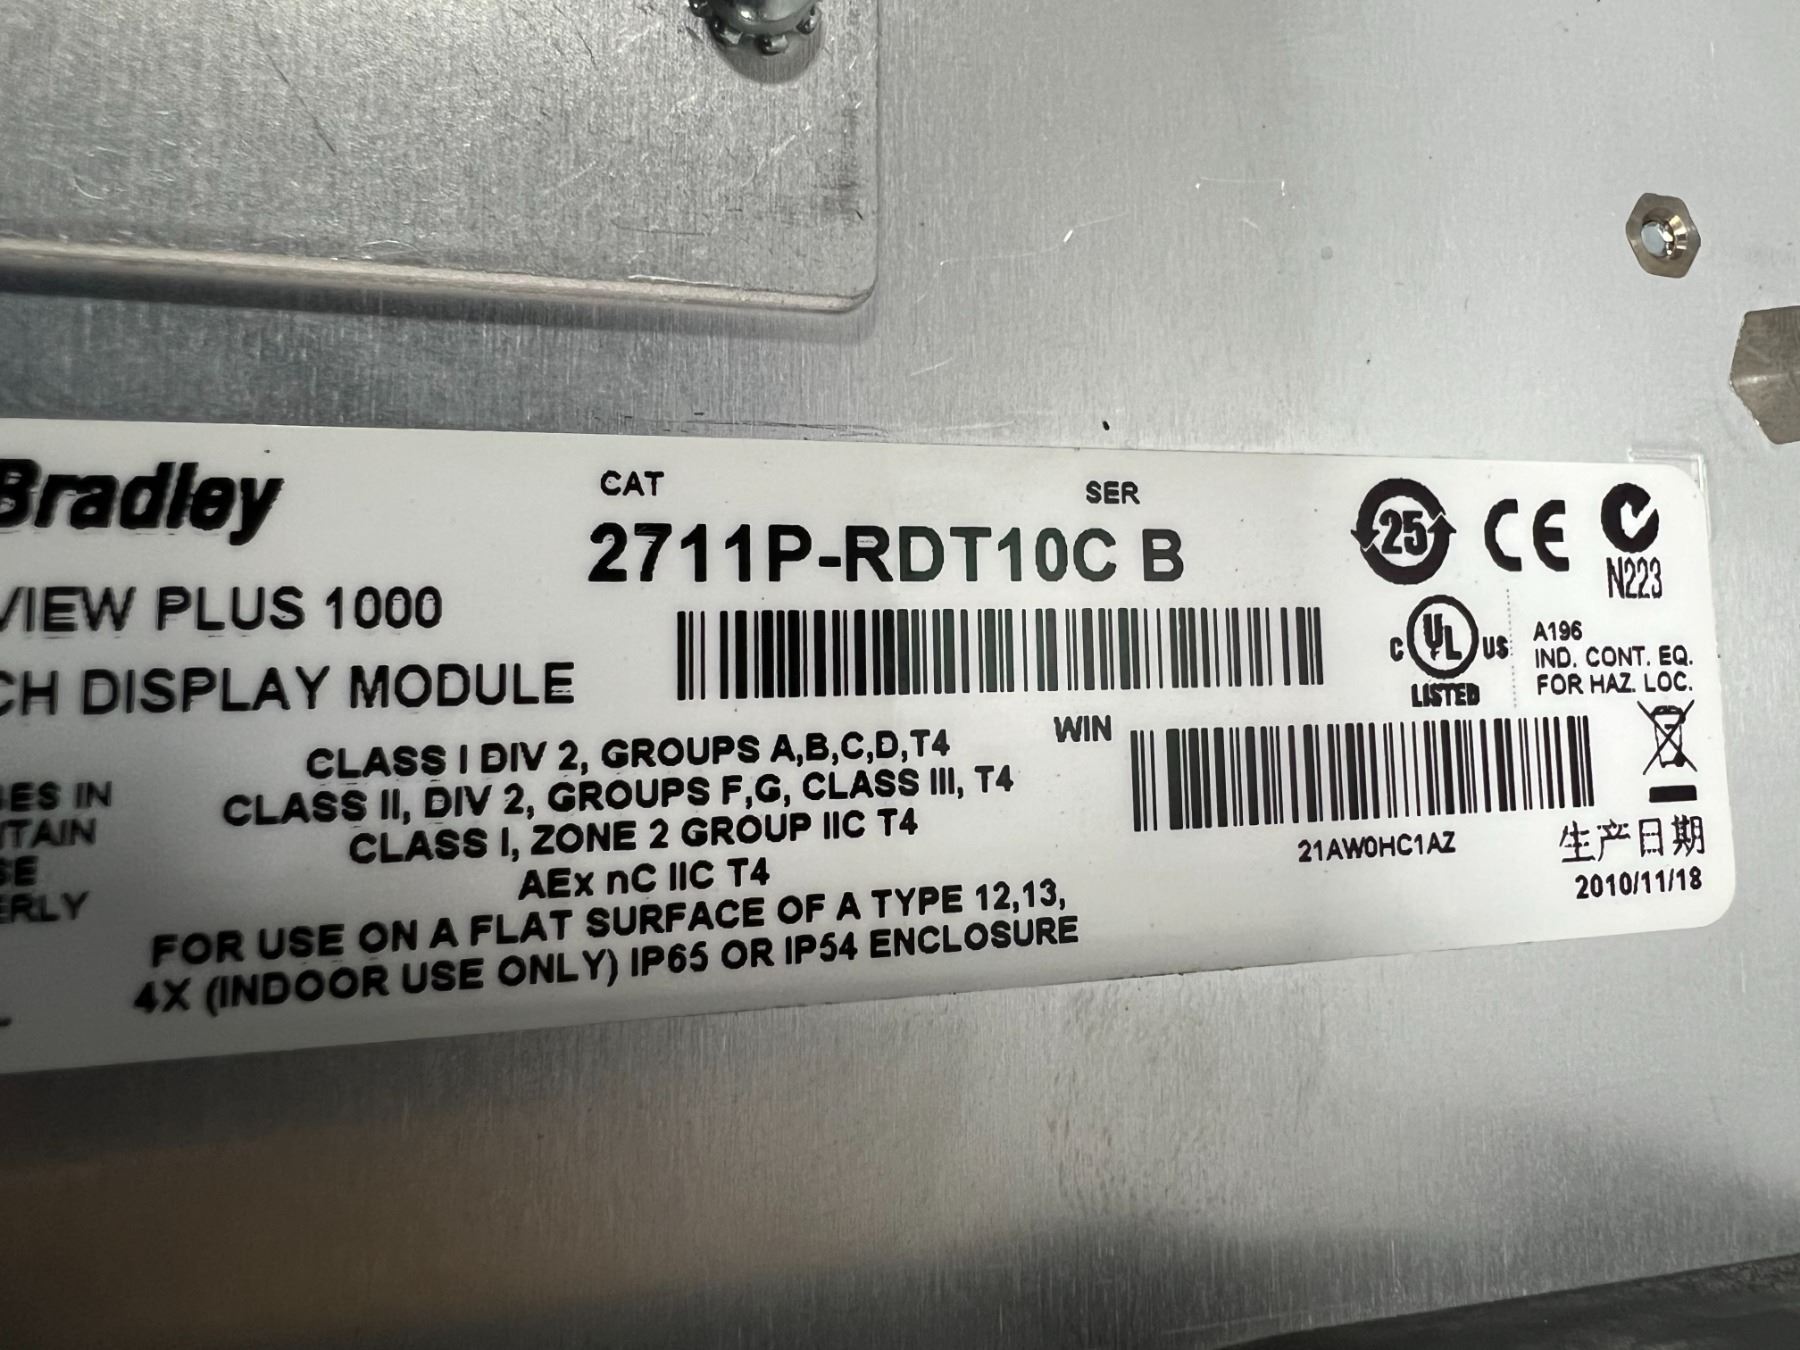 Bradley
CAT
SER
2711P-RDT10C B
25
CE
N223
VIEW PLUS 1000
CH DISPLAY MODULE
C UL US
LISTED
A196
IND. CONT. EQ.
FOR HAZ. LOC.
CLASS I DIV 2, GROUPS A,B,C,D,T4
CLASS II, DIV 2, GROUPS F,G, CLASS III, T4
CLASS I, ZONE 2 GROUP IIC T4
AEx nC IIC T4
FOR USE ON A FLAT SURFACE OF A TYPE 12,13,
4X (INDOOR USE ONLY) IP65 OR IP54 ENCLOSURE
WIN
21AW0HC1AZ
生产日期
2010/11/18
IN